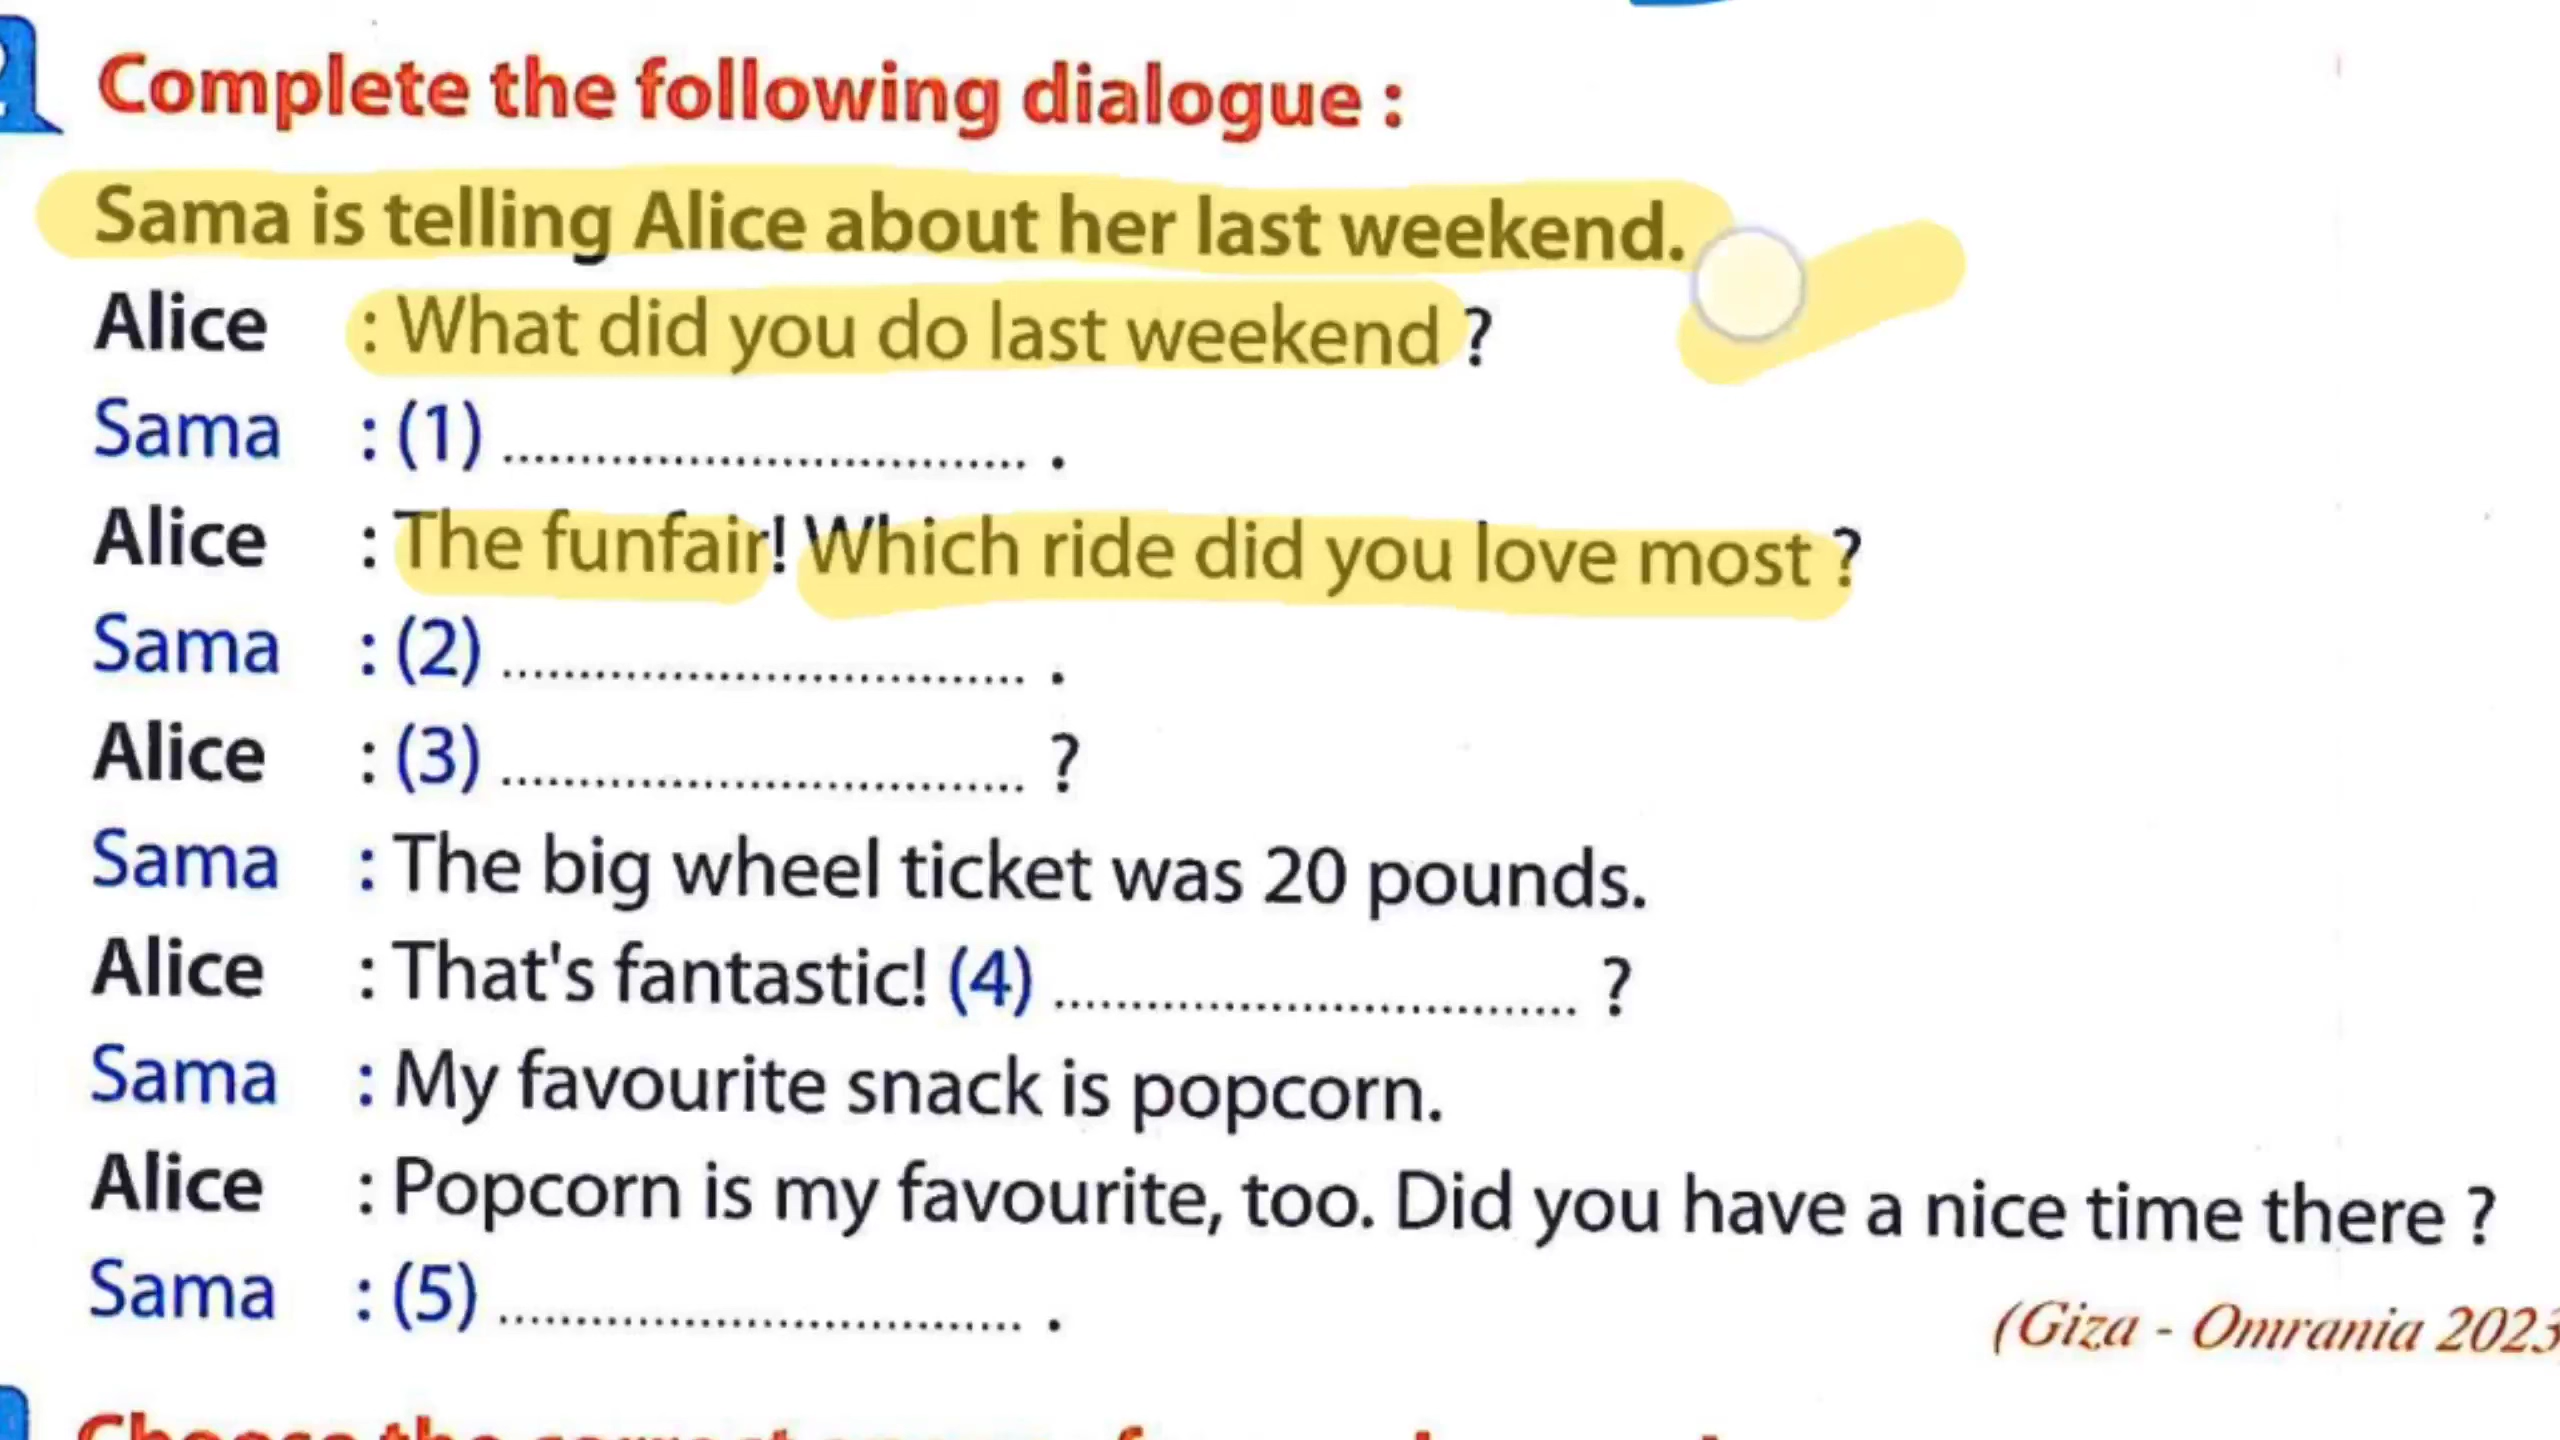 Complete the following dialogue :
Sama is telling Alice about her last weekend.
Alice : What did you do last weekend ?
Sama : (1) .................................. .
Alice : The funfair! Which ride did you love most ?
Sama : (2) .................................. .
Alice : (3) .................................. ?
Sama : The big wheel ticket was 20 pounds.
Alice : That's fantastic! (4) .................................. ?
Sama : My favourite snack is popcorn.
Alice : Popcorn is my favourite, too. Did you have a nice time there ?
Sama : (5) .................................. .
(Giza - Omrania 2023